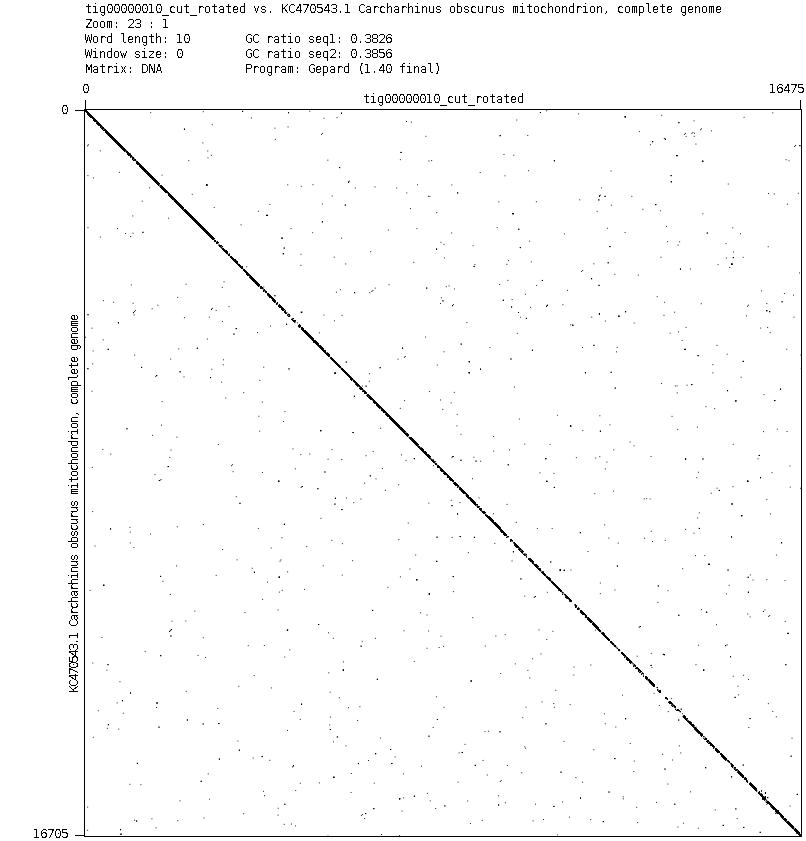 tig00000010_cut_rotated vs. KC470543.1 Carcharhinus obscurus mitochondrion, complete genome
Zoom: 23 : 1
Word length: 10 GC ratio seq1: 0.3826
Window size: 0 GC ratio seq2: 0.3856
Matrix: DNA Program: Gepard (1.40 final)
0 16475
tig00000010_cut_rotated
0
KC470543.1 Carcharhinus obscurus mitochondrion, complete genome
16705